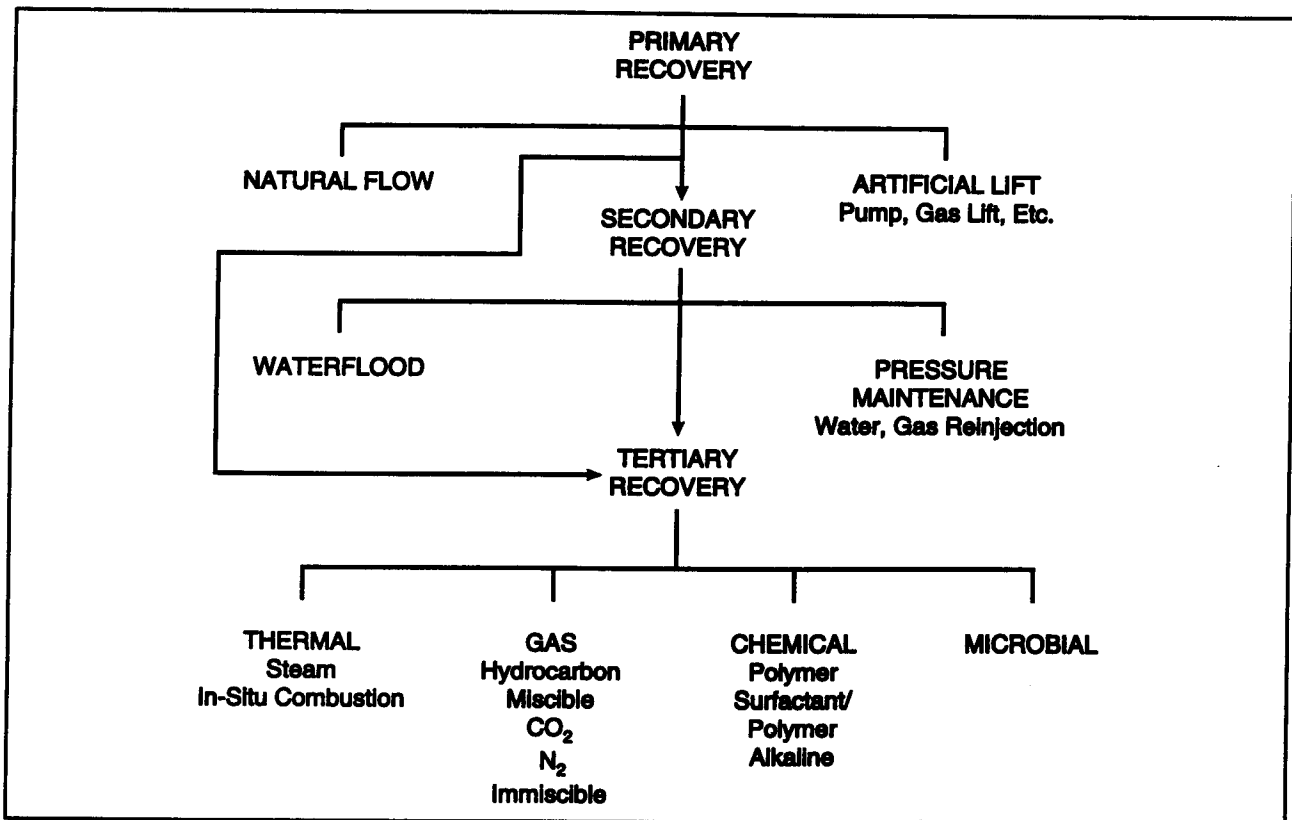 PRIMARY
RECOVERY
NATURAL FLOW
ARTIFICIAL LIFT
Pump, Gas Lift, Etc.
SECONDARY
RECOVERY
WATERFLOOD
PRESSURE
MAINTENANCE
Water, Gas Reinjection
TERTIARY
RECOVERY
THERMAL
Steam
In-Situ Combustion
GAS
Hydrocarbon
Miscible
CO₂
N₂
Immiscible
CHEMICAL
Polymer
Surfactant/
Polymer
Alkaline
MICROBIAL